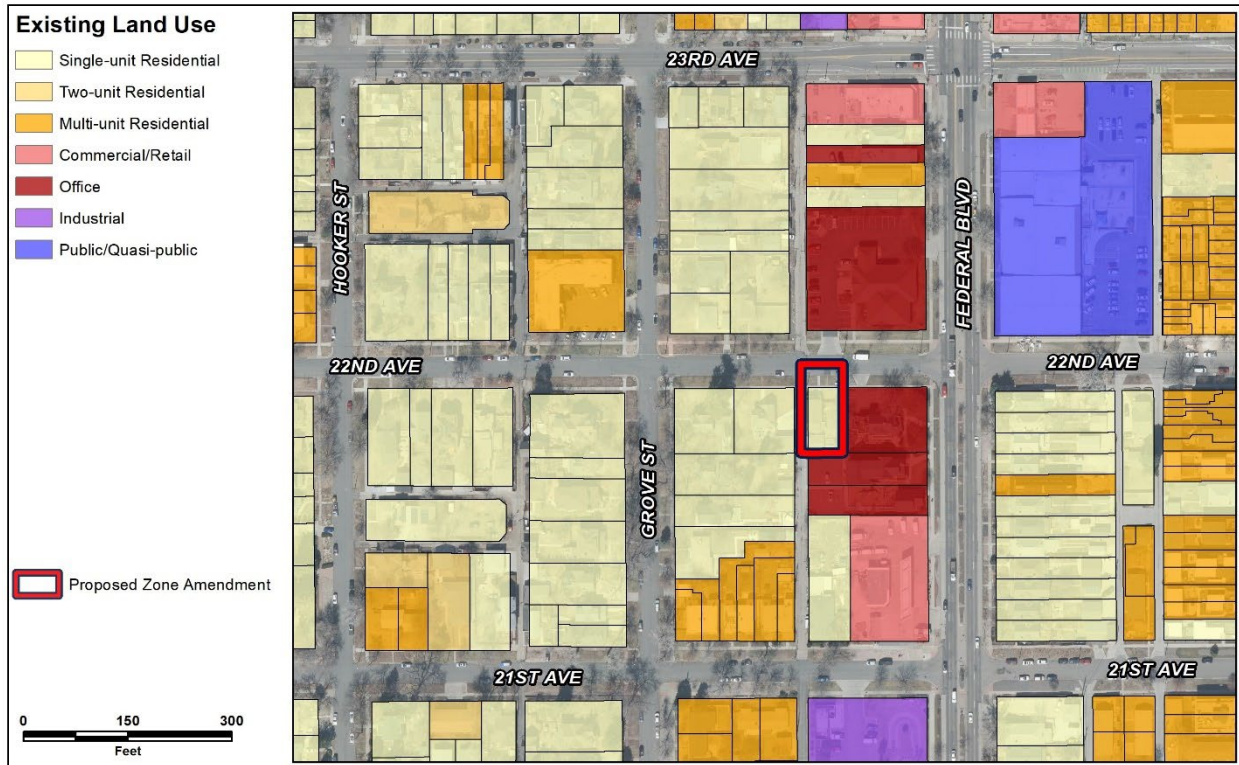 Existing Land Use
Single-unit Residential
Two-unit Residential
Multi-unit Residential
Commercial/Retail
Office
Industrial
Public/Quasi-public
Proposed Zone Amendment
0 150 300
Feet
23RD AVE
HOOKER ST
FEDERAL BLVD
22ND AVE
22ND AVE
GROVE ST
21ST AVE
21ST AVE